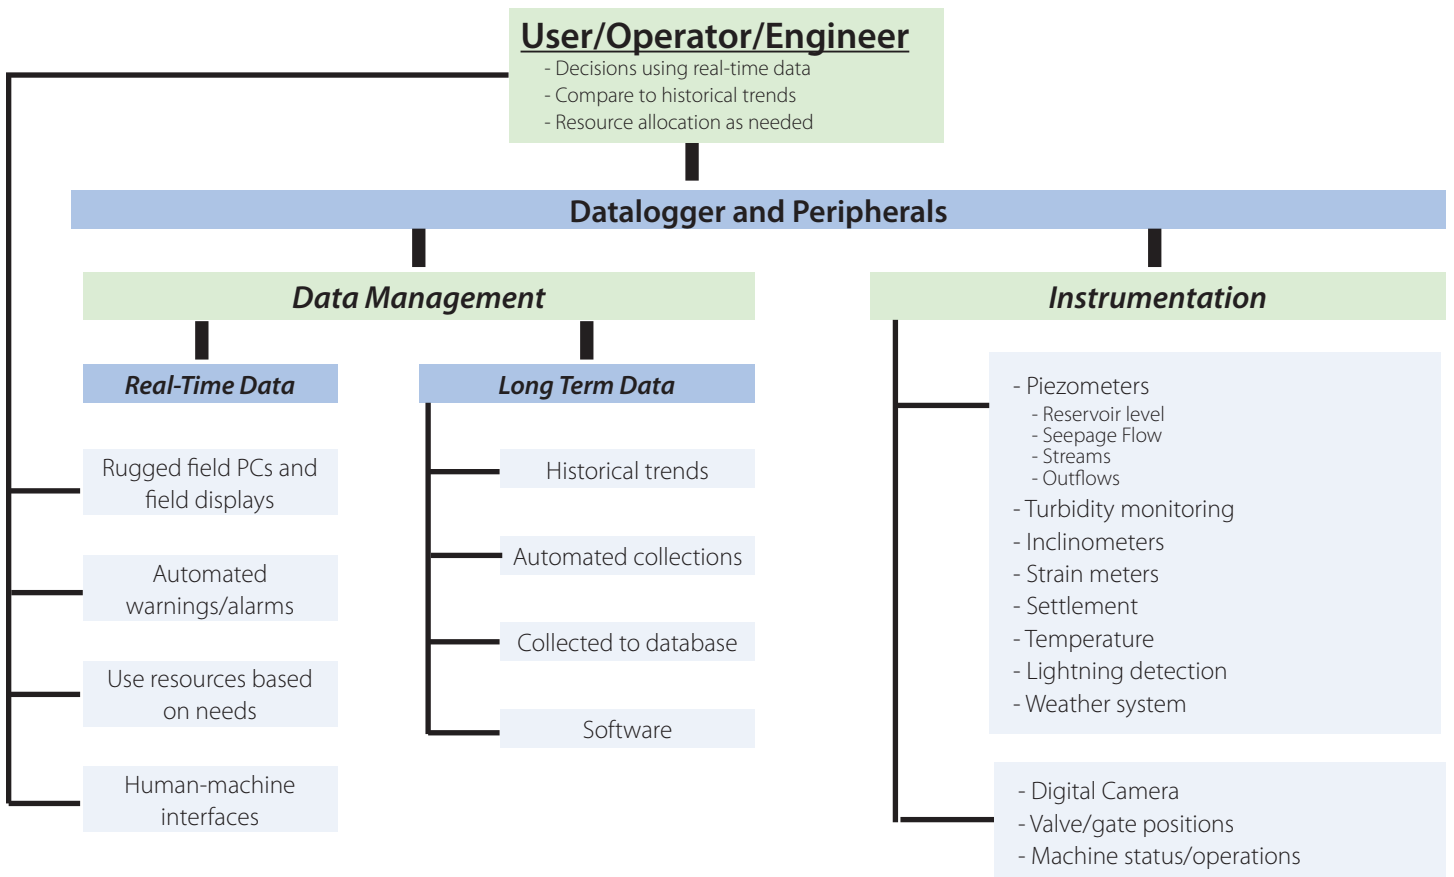 User/Operator/Engineer
- Decisions using real-time data
- Compare to historical trends
- Resource allocation as needed
Datalogger and Peripherals
Data Management
Instrumentation
Real-Time Data
Long Term Data
Rugged field PCs and
field displays
Automated
warnings/alarms
Use resources based
on needs
Human-machine
interfaces
Historical trends
Automated collections
Collected to database
Software
- Piezometers
- Reservoir level
- Seepage Flow
- Streams
- Outflows
- Turbidity monitoring
- Inclinometers
- Strain meters
- Settlement
- Temperature
- Lightning detection
- Weather system
- Digital Camera
- Valve/gate positions
- Machine status/operations